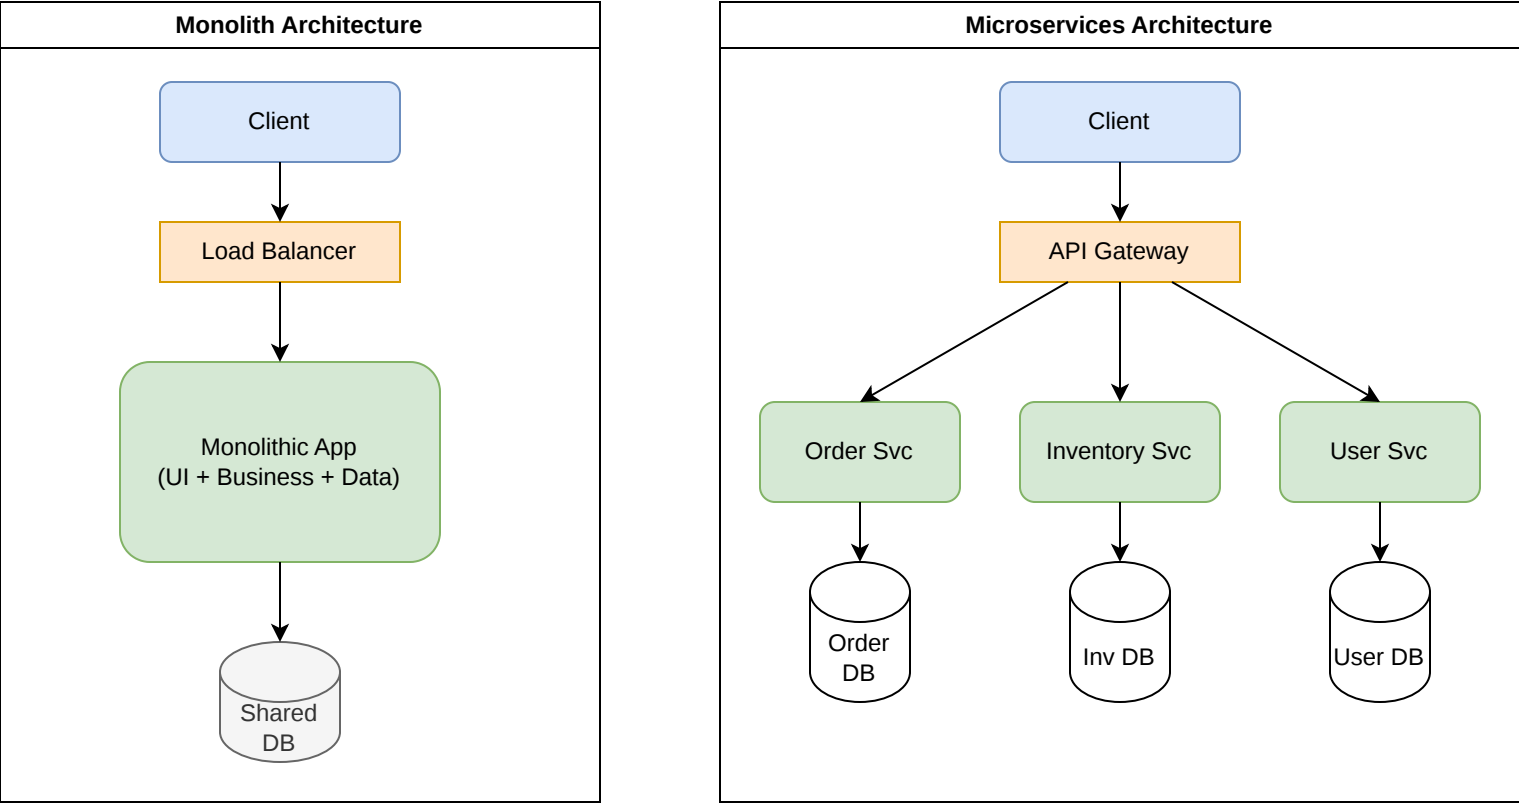 Monolith Architecture
Client
Load Balancer
Monolithic App
(UI + Business + Data)
Shared
DB
Microservices Architecture
Client
API Gateway
Order Svc
Inventory Svc
User Svc
Order
DB
Inv DB
User DB